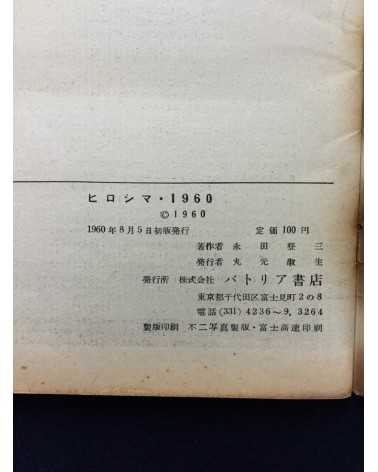 ヒロシマ・1960
©1960
1960年8月5日初版発行 定価100円
著作者 永田登三
発行者 丸元淑生
発行所 株式会社 パトリア書店
東京都千代田区富士見町2の8
電話(331)4236〜9,3264
製版印刷 不二写真製版・富士高速印刷